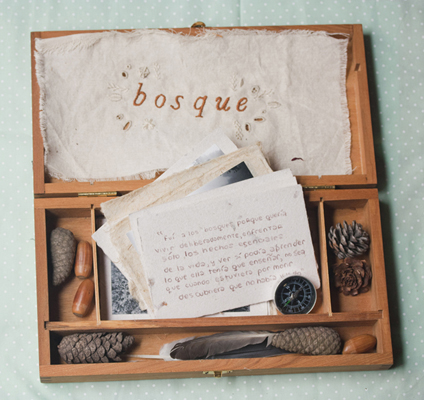 bosque
"Fui a los bosques porque quería
vivir deliberadamente, enfrentar
solo los hechos esenciales
de la vida, y ver si podía aprender
lo que ella tenía que enseñar, no sea
que cuando estuviera por morir
descubriera que no había